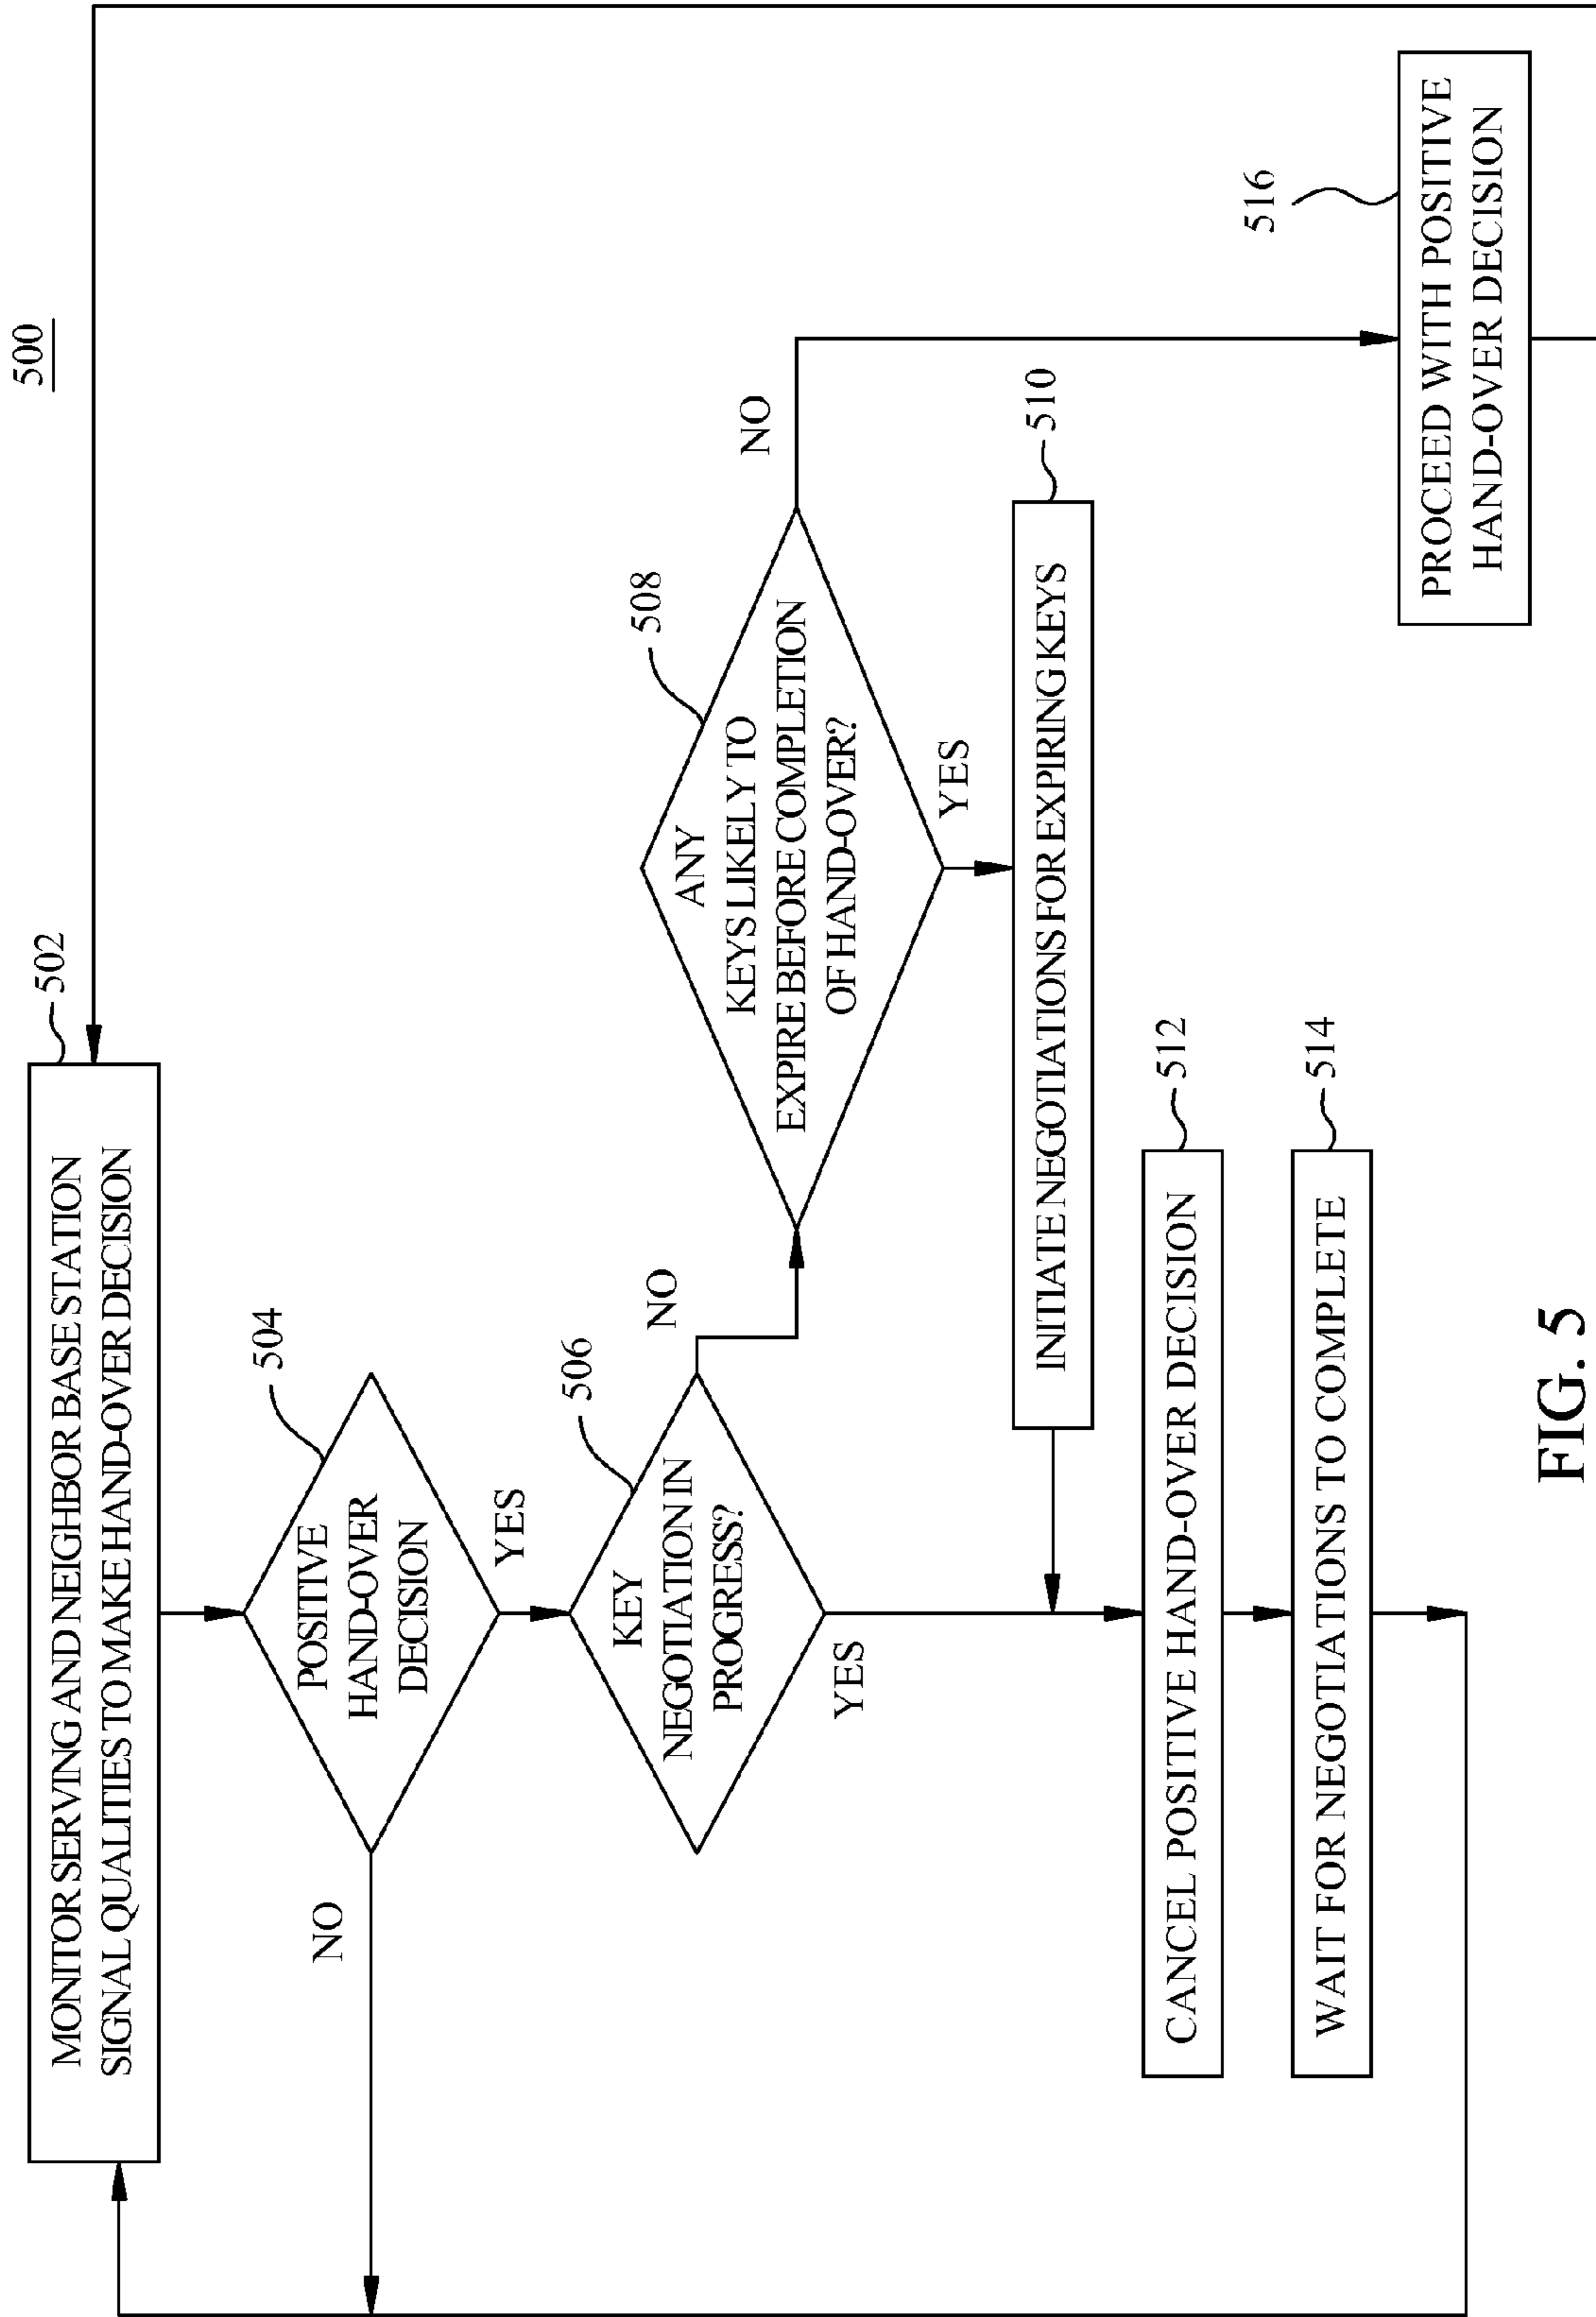 500
502
MONITOR SERVING AND NEIGHBOR BASE STATION
SIGNAL QUALITIES TO MAKE HAND-OVER DECISION
504
POSITIVE
HAND-OVER
DECISION
NO
YES
506
KEY
NEGOTIATION IN
PROGRESS?
NO
YES
508
ANY
KEYS LIKELY TO
EXPIRE BEFORE COMPLETION
OF HAND-OVER?
NO
YES
510
INITIATE NEGOTIATIONS FOR EXPIRING KEYS
512
CANCEL POSITIVE HAND-OVER DECISION
514
WAIT FOR NEGOTIATIONS TO COMPLETE
516
PROCEED WITH POSITIVE
HAND-OVER DECISION
FIG. 5